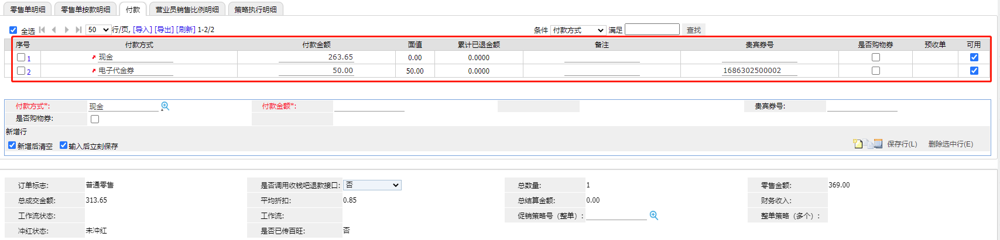 零售单明细 零售单按款明细 付款 营业员销售比例明细 策略执行明细
全选 50 行/页, [导入] [导出] [刷新] 1-2/2 条件 付款方式 满足 查找
序号 付款方式 付款金额 面值 累计已退金额 备注 贵宾券号 是否购物券 预收单 可用
1 现金 263.65 0.00 0.0000
2 电子代金券 50.00 50.00 0.0000 1686302500002
付款方式*: 现金 付款金额*: 贵宾券号:
是否购物券:
新增行
新增后清空 输入后立刻保存 保存行(L) 删除选中行(E)
订单标志: 普通零售 是否调用收钱吧退款接口: 否 总数量: 1 零售金额: 369.00
总成交金额: 313.65 平均折扣: 0.85 总结算金额: 0.00 财务收入:
工作流状态: 工作流: 促销策略号（整单）: 整单策略（多个）:
冲红状态: 未冲红 是否已传百旺: 否